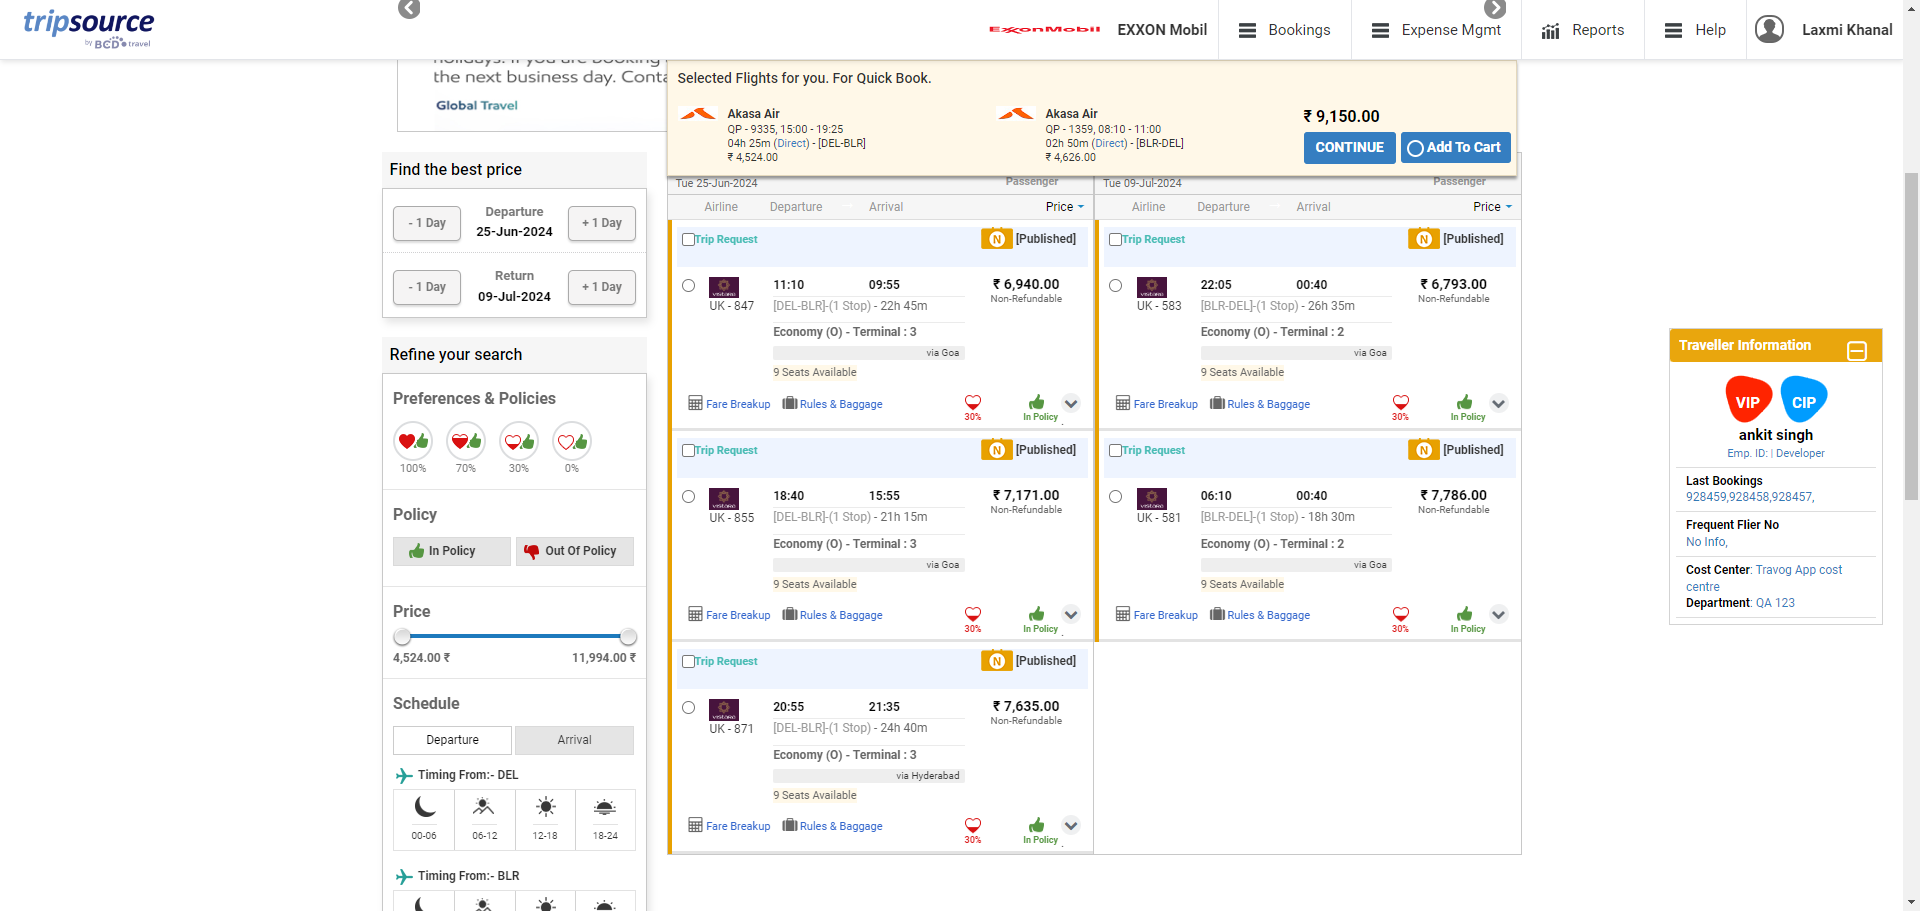 tripsource
by BCD travel
ExxonMobil
EXXON Mobil
Bookings
Expense Mgmt
Reports
Help
Laxmi Khanal
the next business day. Conta
Global Travel
Selected Flights for you. For Quick Book.
Akasa Air
QP - 9335, 15:00 - 19:25
04h 25m (Direct) - [DEL-BLR]
₹ 4,524.00
Akasa Air
QP - 1359, 08:10 - 11:00
02h 50m (Direct) - [BLR-DEL]
₹ 4,626.00
₹ 9,150.00
CONTINUE
Add To Cart
Find the best price
- 1 Day
Departure
25-Jun-2024
+ 1 Day
- 1 Day
Return
09-Jul-2024
+ 1 Day
Refine your search
Preferences & Policies
100%
70%
30%
0%
Policy
In Policy
Out Of Policy
Price
4,524.00 ₹
11,994.00 ₹
Schedule
Departure
Arrival
Timing From:- DEL
00-06
06-12
12-18
18-24
Timing From:- BLR
Tue 25-Jun-2024
Passenger
Airline
Departure
Arrival
Price
Trip Request
N [Published]
UK - 847
11:10
09:55
[DEL-BLR]-(1 Stop) - 22h 45m
Economy (O) - Terminal : 3
via Goa
9 Seats Available
₹ 6,940.00
Non-Refundable
Fare Breakup
Rules & Baggage
30%
In Policy
Trip Request
N [Published]
UK - 855
18:40
15:55
[DEL-BLR]-(1 Stop) - 21h 15m
Economy (O) - Terminal : 3
via Goa
9 Seats Available
₹ 7,171.00
Non-Refundable
Fare Breakup
Rules & Baggage
30%
In Policy
Trip Request
N [Published]
UK - 871
20:55
21:35
[DEL-BLR]-(1 Stop) - 24h 40m
Economy (O) - Terminal : 3
via Hyderabad
9 Seats Available
₹ 7,635.00
Non-Refundable
Fare Breakup
Rules & Baggage
30%
In Policy
Tue 09-Jul-2024
Passenger
Airline
Departure
Arrival
Price
Trip Request
N [Published]
UK - 583
22:05
00:40
[BLR-DEL]-(1 Stop) - 26h 35m
Economy (O) - Terminal : 2
via Goa
9 Seats Available
₹ 6,793.00
Non-Refundable
Fare Breakup
Rules & Baggage
30%
In Policy
Trip Request
N [Published]
UK - 581
06:10
00:40
[BLR-DEL]-(1 Stop) - 18h 30m
Economy (O) - Terminal : 2
via Goa
9 Seats Available
₹ 7,786.00
Non-Refundable
Fare Breakup
Rules & Baggage
30%
In Policy
Traveller Information
VIP
CIP
ankit singh
Emp. ID: | Developer
Last Bookings
928459,928458,928457,
Frequent Flier No
No Info,
Cost Center: Travog App cost
centre
Department: QA 123